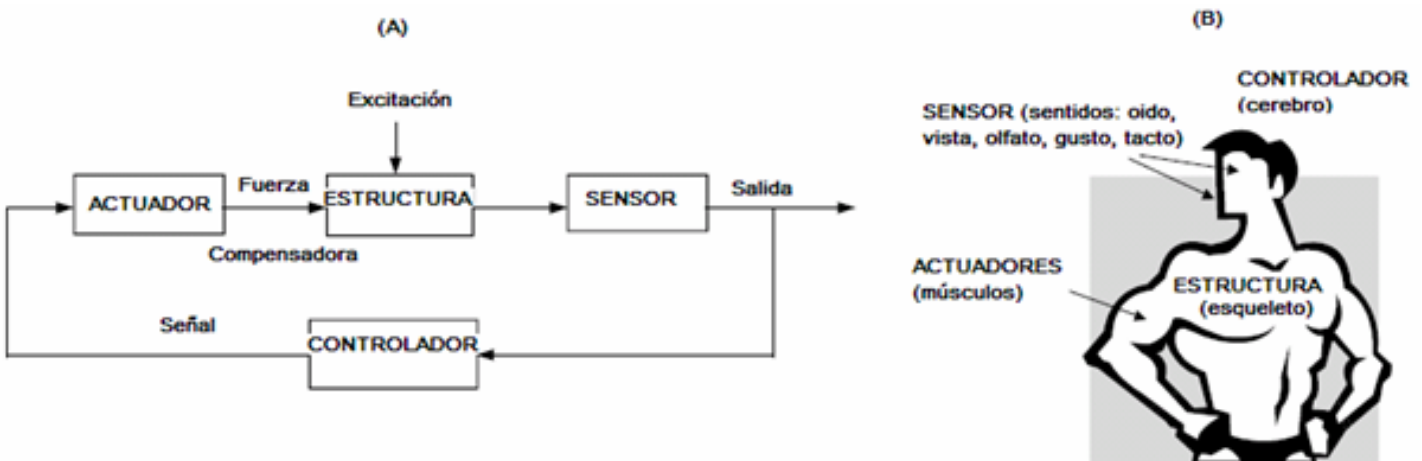 (A)
Excitación
ACTUADOR
Fuerza
ESTRUCTURA
SENSOR
Salida
Compensadora
Señal
CONTROLADOR
(B)
CONTROLADOR
(cerebro)
SENSOR (sentidos: oido,
vista, olfato, gusto, tacto)
ACTUADORES
(músculos)
ESTRUCTURA
(esqueleto)